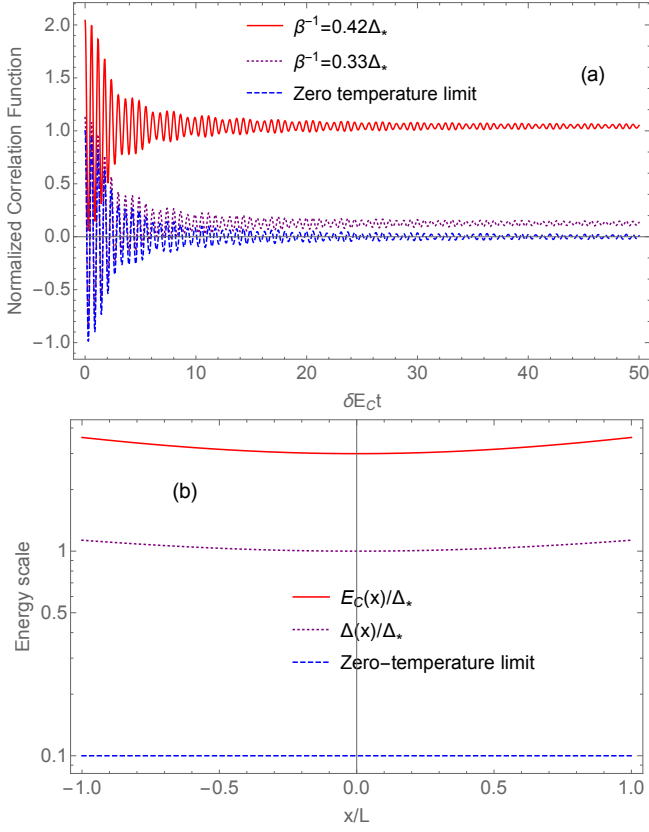 2.0
1.5
1.0
0.5
0.0
−0.5
−1.0
Normalized Correlation Function
β⁻¹=0.42Δ*
β⁻¹=0.33Δ*
Zero temperature limit
(a)
0 10 20 30 40 50
δE_C t
(b)
1
0.5
0.1
Energy scale
E_C(x)/Δ*
Δ(x)/Δ*
Zero−temperature limit
−1.0 −0.5 0.0 0.5 1.0
x/L